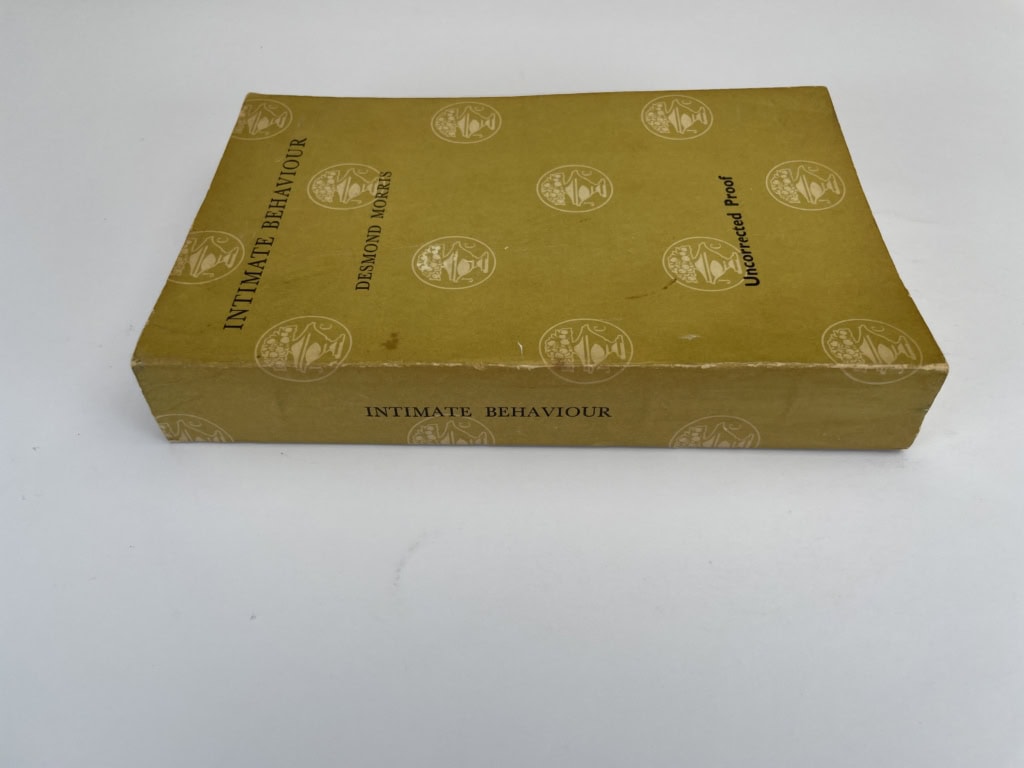 INTIMATE BEHAVIOUR
DESMOND MORRIS
Uncorrected Proof
INTIMATE BEHAVIOUR